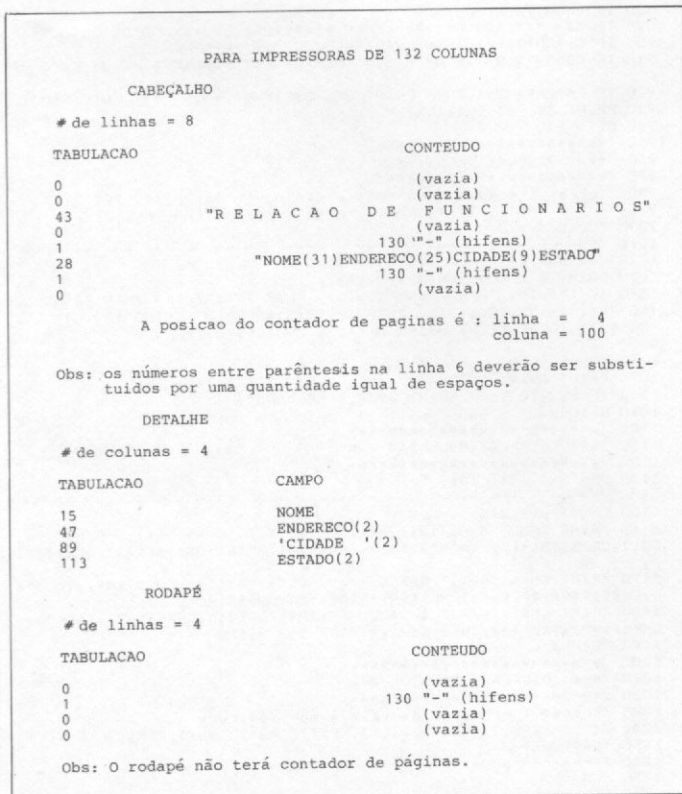 PARA IMPRESSORAS DE 132 COLUNAS
CABEÇALHO
# de linhas = 8
TABULACAO CONTEUDO
0 (vazia)
0 (vazia)
43 "R E L A C A O D E F U N C I O N A R I O S"
0 (vazia)
1 130 "-" (hifens)
28 "NOME(31)ENDERECO(25)CIDADE(9)ESTADO"
1 130 "-" (hifens)
0 (vazia)
A posicao do contador de paginas é : linha = 4
coluna = 100
Obs: os números entre parêntesis na linha 6 deverão ser substi-
tuidos por uma quantidade igual de espaços.
DETALHE
# de colunas = 4
TABULACAO CAMPO
15 NOME
47 ENDERECO(2)
89 'CIDADE '(2)
113 ESTADO(2)
RODAPÉ
# de linhas = 4
TABULACAO CONTEUDO
0 (vazia)
1 130 "-" (hifens)
0 (vazia)
0 (vazia)
Obs: O rodapé não terá contador de páginas.